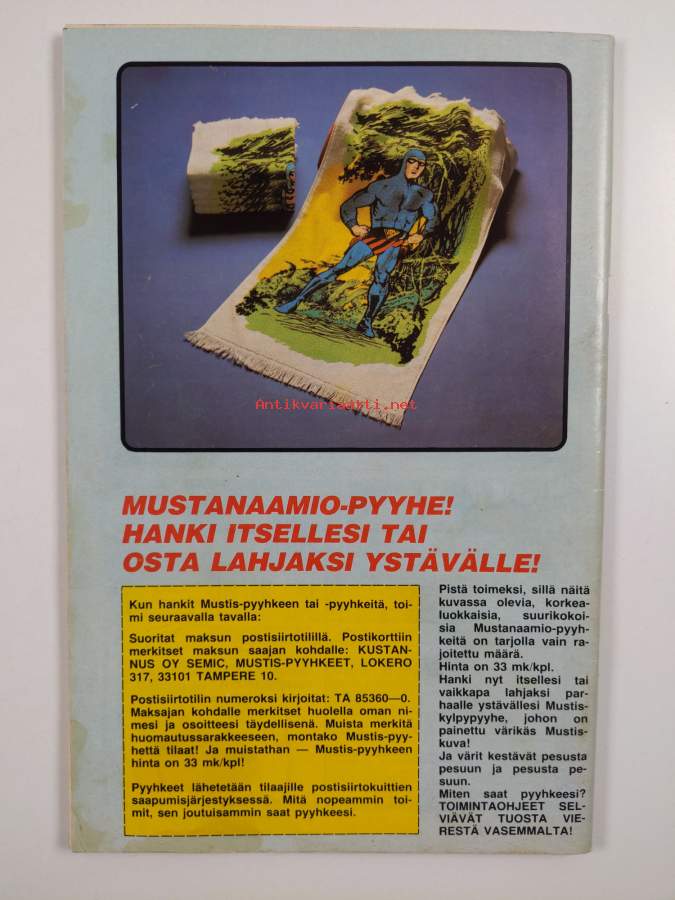 Antikvariaatti.net
MUSTANAAMIO-PYYHE!
HANKI ITSELLESI TAI
OSTA LAHJAKSI YSTÄVÄLLE!
Kun hankit Mustis-pyyhkeen tai -pyyhkeitä, toi-
mi seuraavalla tavalla:
Suoritat maksun postisiirtotilillä. Postikorttiin
merkitset maksun saajan kohdalle: KUSTAN-
NUS OY SEMIC, MUSTIS-PYYHKEET, LOKERO
317, 33101 TAMPERE 10.
Postisiirtotilin numeroksi kirjoitat: TA 85360—0.
Maksajan kohdalle merkitset huolella oman ni-
mesi ja osoitteesi täydellisenä. Muista merkitä
huomautussarakkeeseen, montako Mustis-pyy-
hettä tilaat! Ja muistathan — Mustis-pyyhkeen
hinta on 33 mk/kpl!
Pyyhkeet lähetetään tilaajille postisiirtokuittien
saapumisjärjestyksessä. Mitä nopeammin toi-
mit, sen joutuisammin saat pyyhkeesi.
Pistä toimeksi, sillä näitä
kuvassa olevia, korkea-
luokkaisia, suurikokoi-
sia Mustanaamio-pyyh-
keitä on tarjolla vain ra-
joitettu määrä.
Hinta on 33 mk/kpl.
Hanki nyt itsellesi tai
vaikkapa lahjaksi par-
haalle ystävällesi Mustis-
kylpypyyhe, johon on
painettu värikäs Mustis-
kuva!
Ja värit kestävät pesusta
pesuun ja pesusta pe-
suun.
Miten saat pyyhkeesi?
TOIMINTAOHJEET SEL-
VIÄVÄT TUOSTA VIE-
RESTÄ VASEMMALTA!